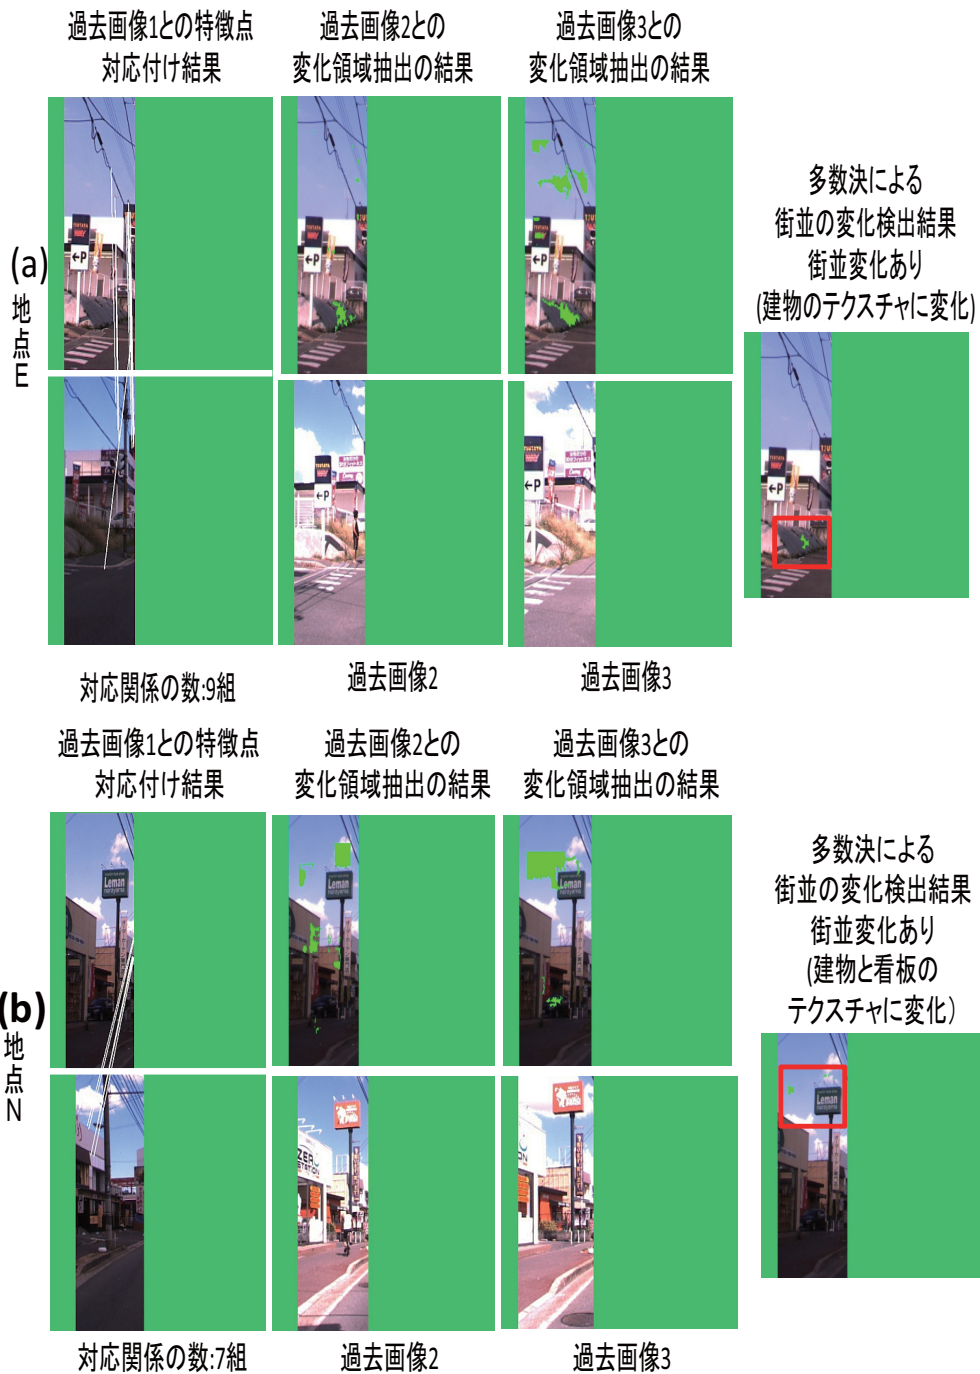 過去画像1との特徴点
対応付け結果
過去画像2との
変化領域抽出の結果
過去画像3との
変化領域抽出の結果
多数決による
街並の変化検出結果
街並変化あり
(建物のテクスチャに変化)
(a)
地点E
←P
←P
←P
←P
←P
←P
対応関係の数:9組
過去画像2
過去画像3
過去画像1との特徴点
対応付け結果
過去画像2との
変化領域抽出の結果
過去画像3との
変化領域抽出の結果
多数決による
街並の変化検出結果
街並変化あり
(建物と看板の
テクスチャに変化)
(b)
地点N
Leman
Leman
Leman
Leman
ZERO
STATION
対応関係の数:7組
過去画像2
過去画像3